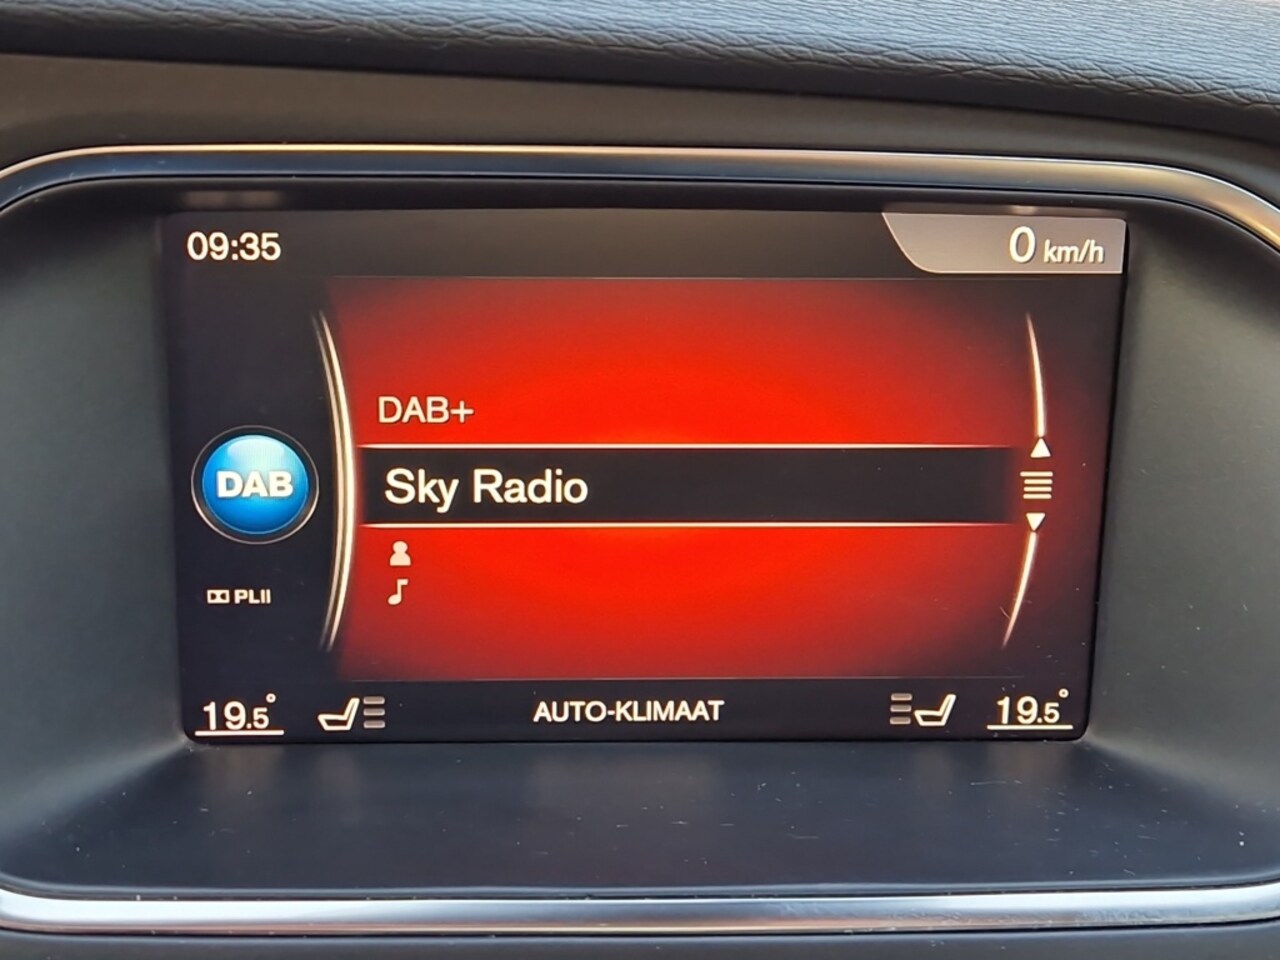 09:35
0 km/h
DAB+
DAB
Sky Radio
PLII
19.5°
AUTO-KLIMAAT
19.5°